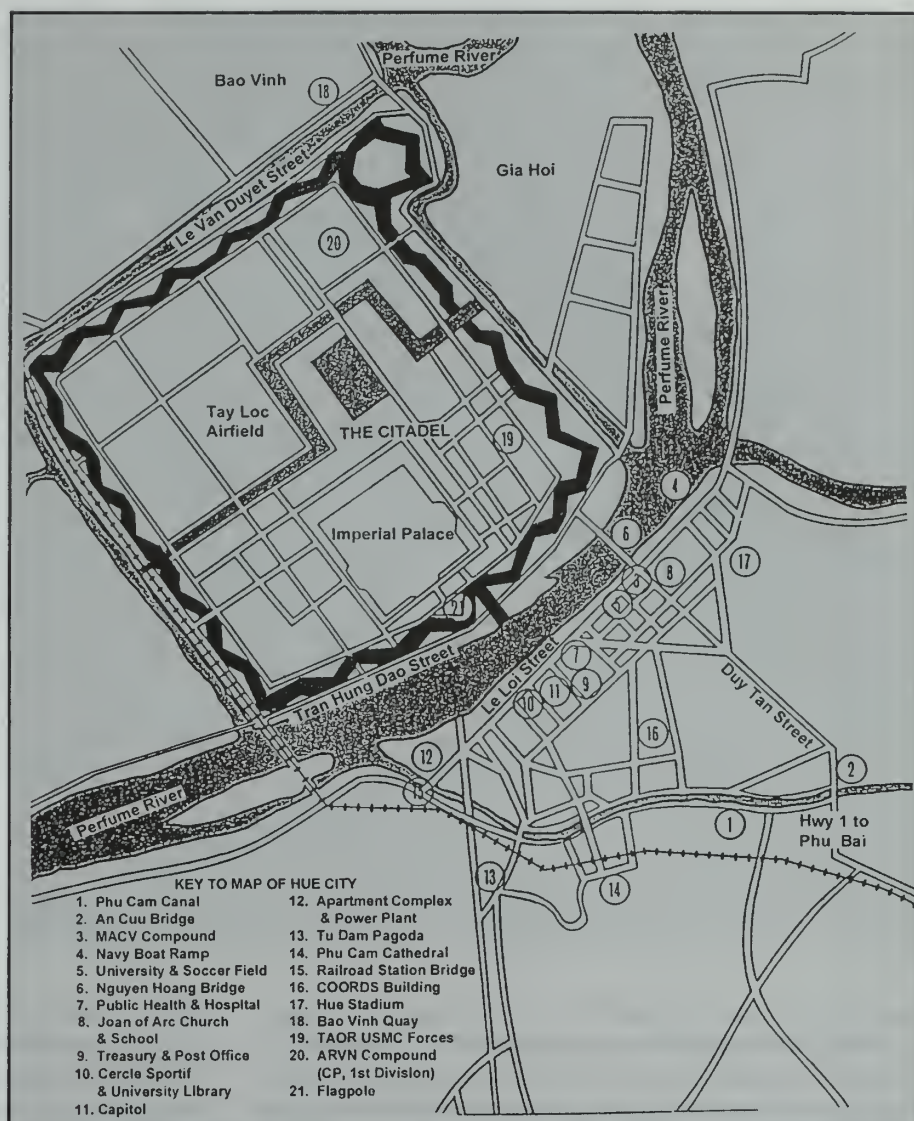 Perfume River
Bao Vinh
18
Le Van Duyet Street
Gia Hoi
20
Perfume River
Tay Loc
Airfield
THE CITADEL
19
4
Imperial Palace
6
3
8
17
21
7
Tran Hung Dao Street
Le Loi Street
10
11
9
Duy Tan Street
16
12
2
Perfume River
1
Hwy 1 to
Phu Bai
13
14
KEY TO MAP OF HUE CITY
1. Phu Cam Canal
2. An Cuu Bridge
3. MACV Compound
4. Navy Boat Ramp
5. University & Soccer Field
6. Nguyen Hoang Bridge
7. Public Health & Hospital
8. Joan of Arc Church
& School
9. Treasury & Post Office
10. Cercle Sportif
& University Library
11. Capitol
12. Apartment Complex
& Power Plant
13. Tu Dam Pagoda
14. Phu Cam Cathedral
15. Railroad Station Bridge
16. COORDS Building
17. Hue Stadium
18. Bao Vinh Quay
19. TAOR USMC Forces
20. ARVN Compound
(CP, 1st Division)
21. Flagpole